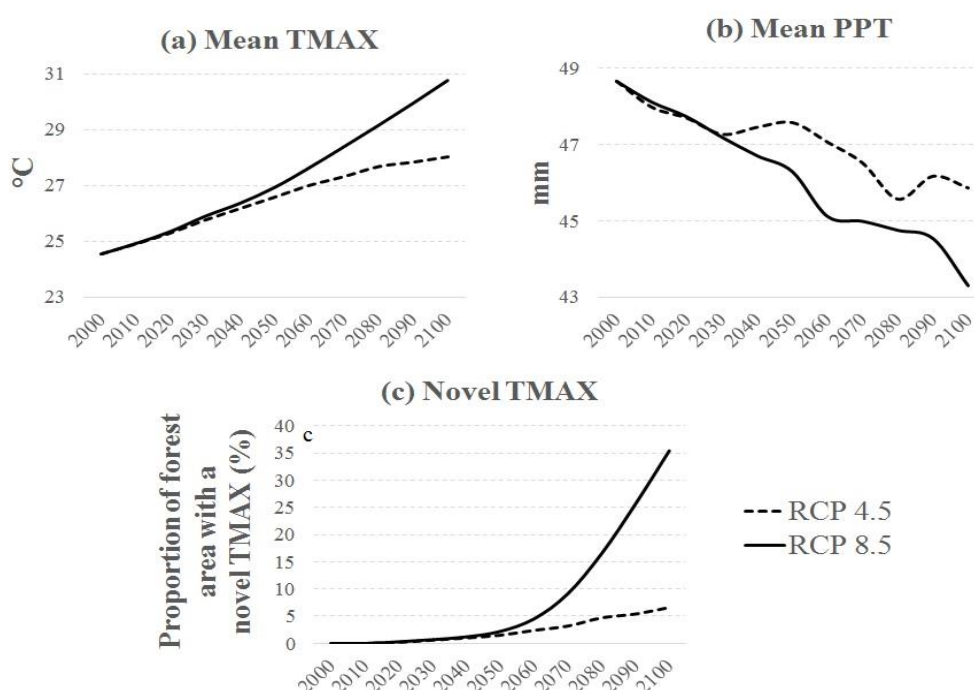 (a) Mean TMAX
°C
31
29
27
25
23
2000 2010 2020 2030 2040 2050 2060 2070 2080 2090 2100
(b) Mean PPT
mm
49
47
45
43
2000 2010 2020 2030 2040 2050 2060 2070 2080 2090 2100
(c) Novel TMAX
Proportion of forest
area with a
novel TMAX (%)
40
35
30
25
20
15
10
5
0
c
2000 2010 2020 2030 2040 2050 2060 2070 2080 2090 2100
RCP 4.5
RCP 8.5